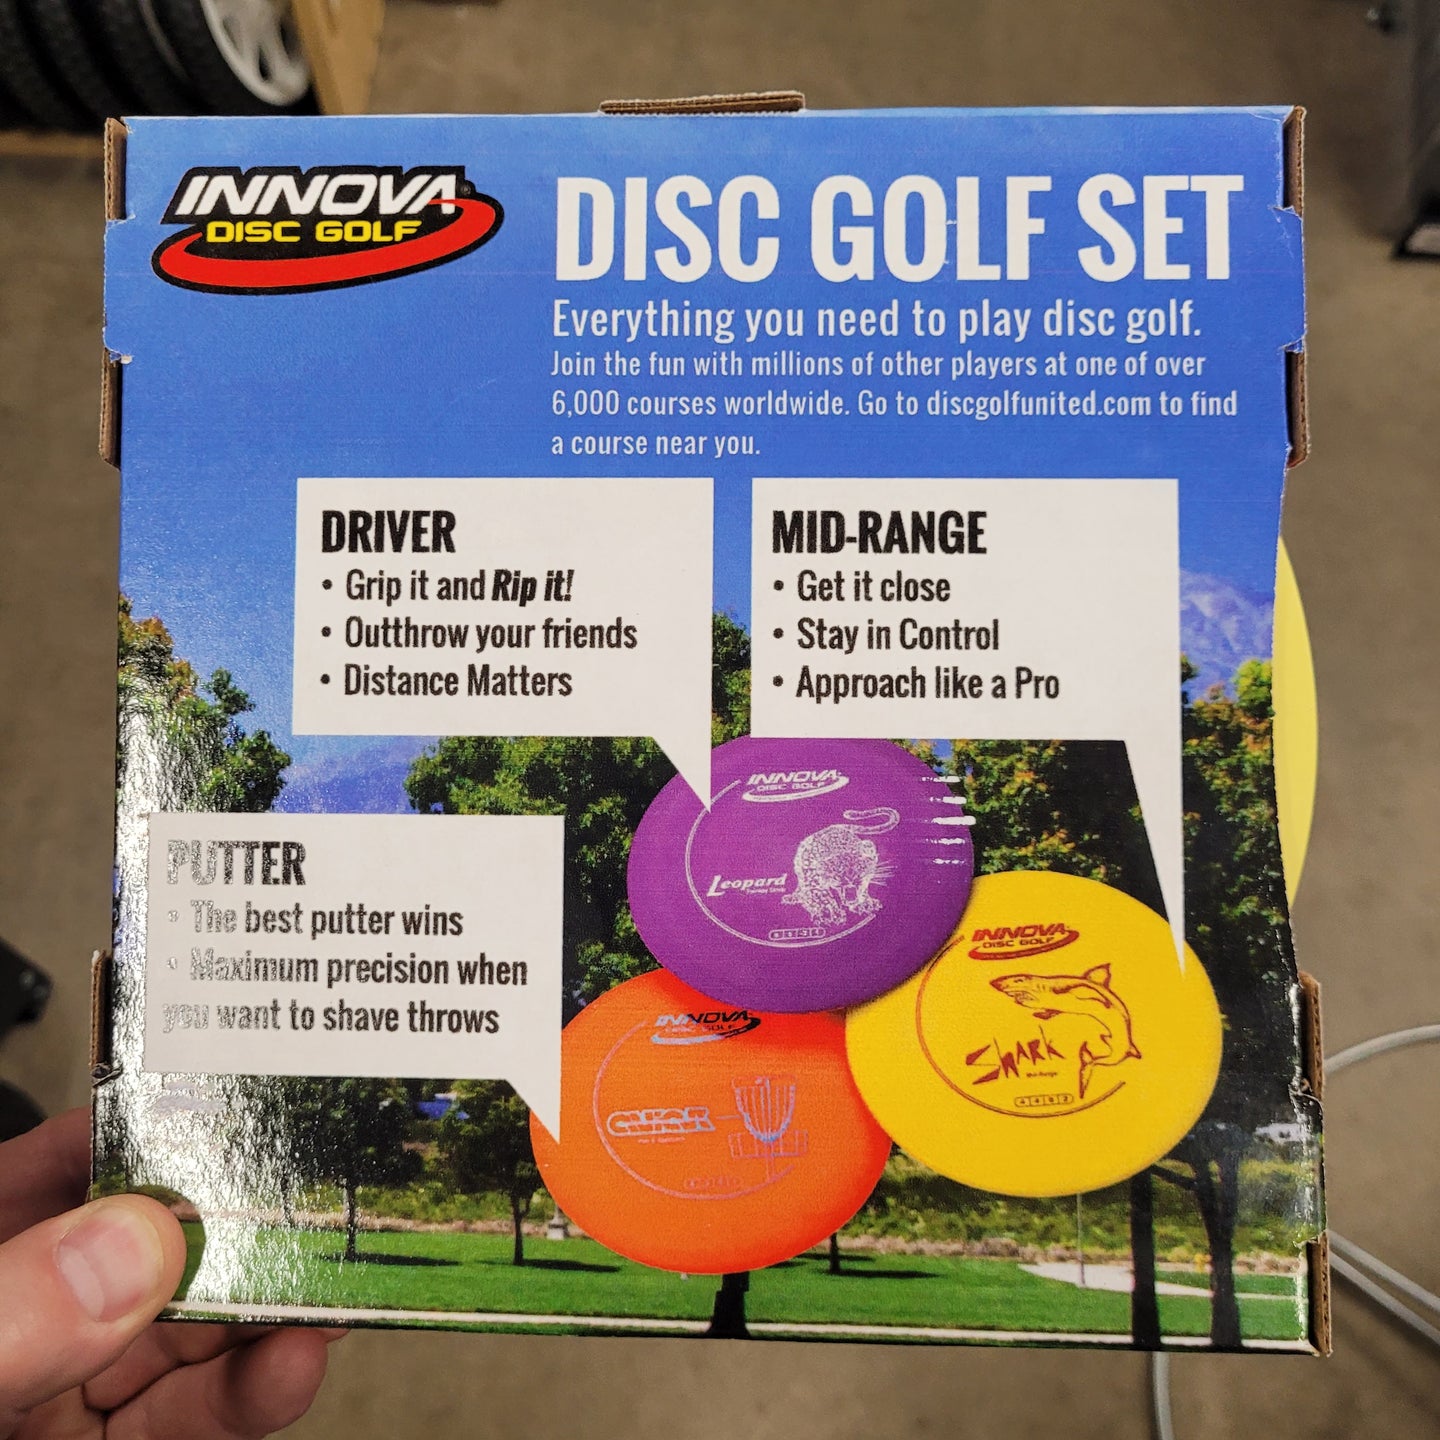 INNOVA
DISC GOLF
DISC GOLF SET
Everything you need to play disc golf.
Join the fun with millions of other players at one of over
6,000 courses worldwide. Go to discgolfunited.com to find
a course near you.
DRIVER
• Grip it and Rip it!
• Outthrow your friends
• Distance Matters
MID-RANGE
• Get it close
• Stay in Control
• Approach like a Pro
PUTTER
• The best putter wins
• Maximum precision when
you want to shave throws
INNOVA
DISC GOLF
Leopard
INNOVA
DISC GOLF
SHARK
INNOVA
DISC GOLF